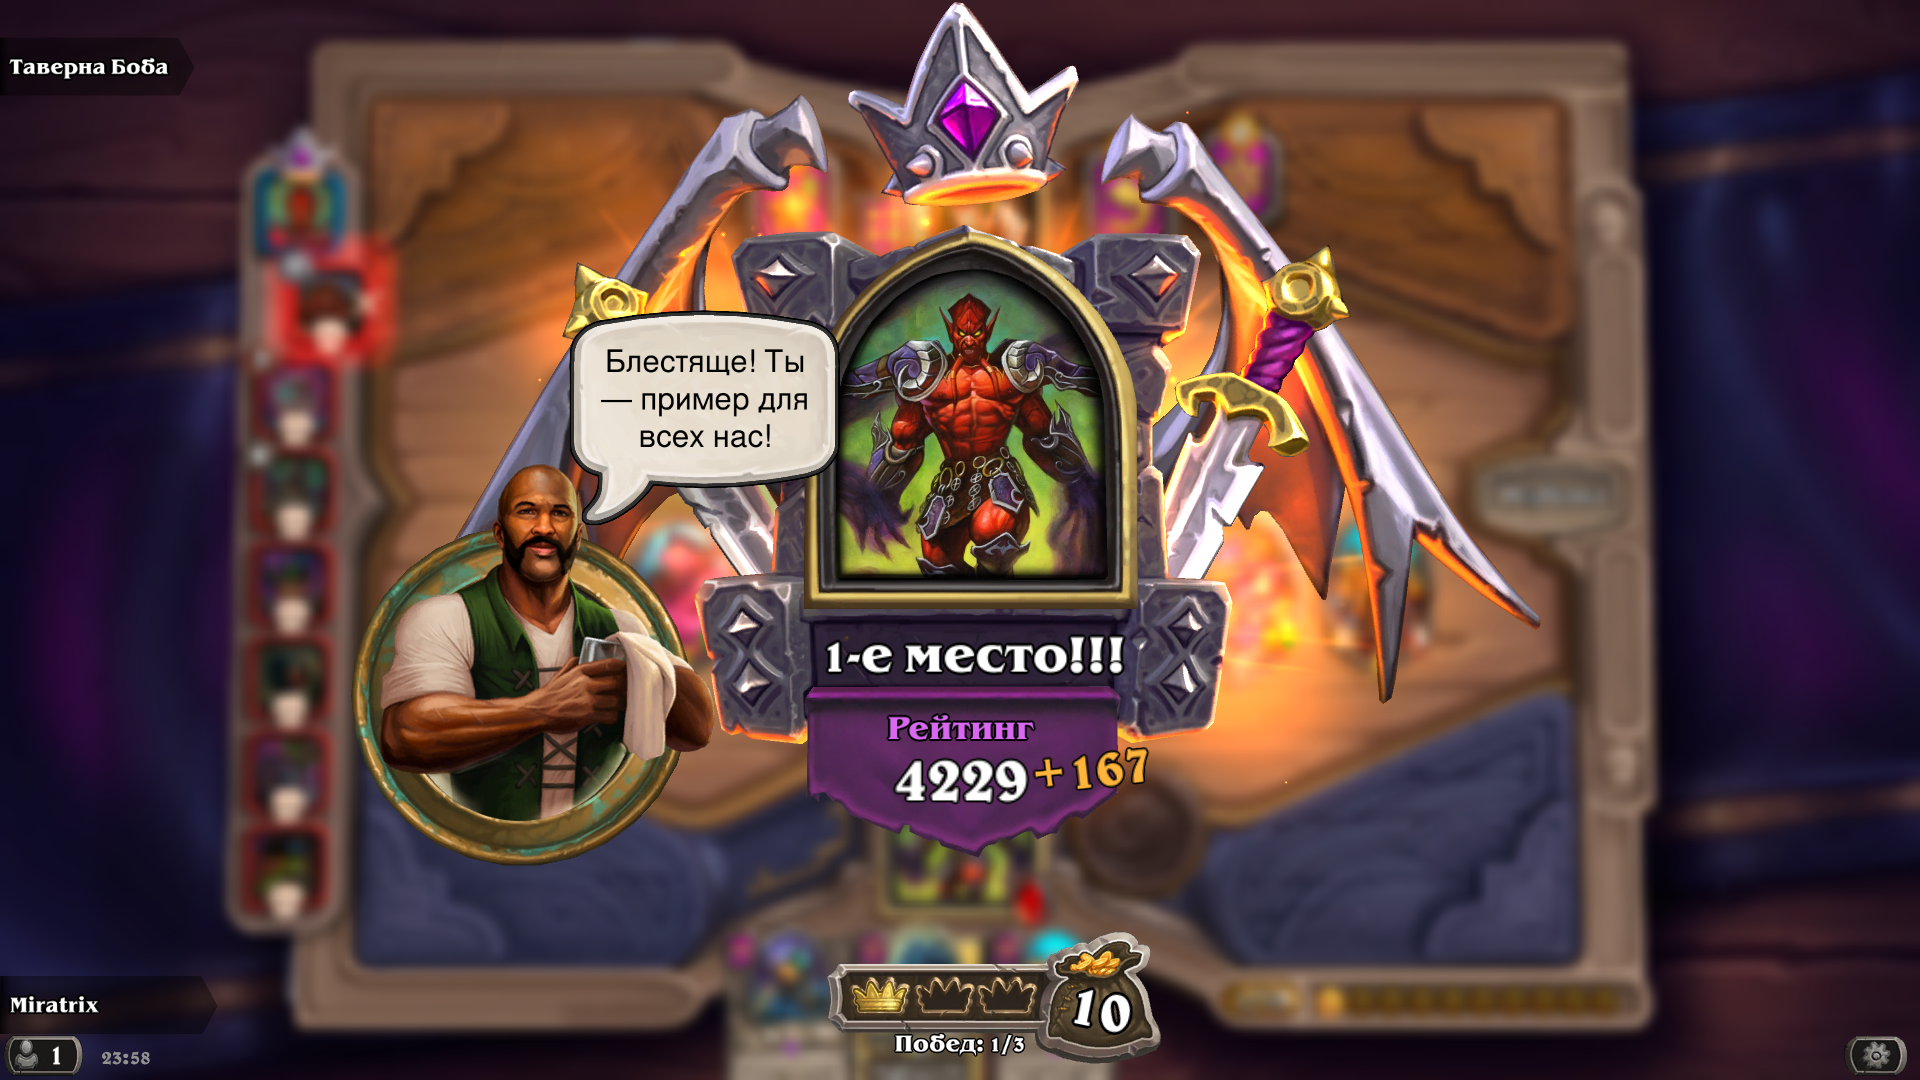 Таверна Боба
Блестяще! Ты
— пример для
всех нас!
1-е место!!!
Рейтинг
4229 + 167
10
Побед: 1/3
Miratrix
1
23:58